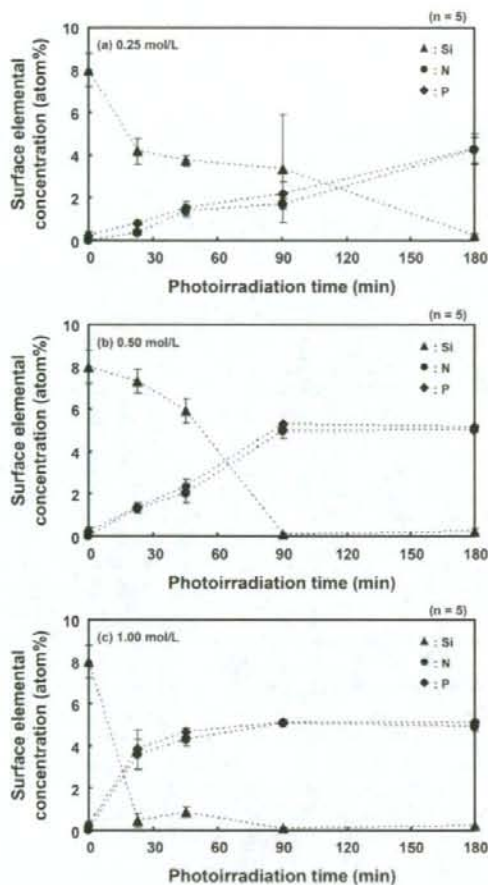 (n = 5)
(a) 0.25 mol/L
▲ : Si
● : N
◆ : P
10
8
6
4
2
0
Surface elemental
concentration (atom%)
0 30 60 90 120 150 180
Photoirradiation time (min)
(n = 5)
(b) 0.50 mol/L
▲ : Si
● : N
◆ : P
10
8
6
4
2
0
Surface elemental
concentration (atom%)
0 30 60 90 120 150 180
Photoirradiation time (min)
(n = 5)
(c) 1.00 mol/L
▲ : Si
● : N
◆ : P
10
8
6
4
2
0
Surface elemental
concentration (atom%)
0 30 60 90 120 150 180
Photoirradiation time (min)